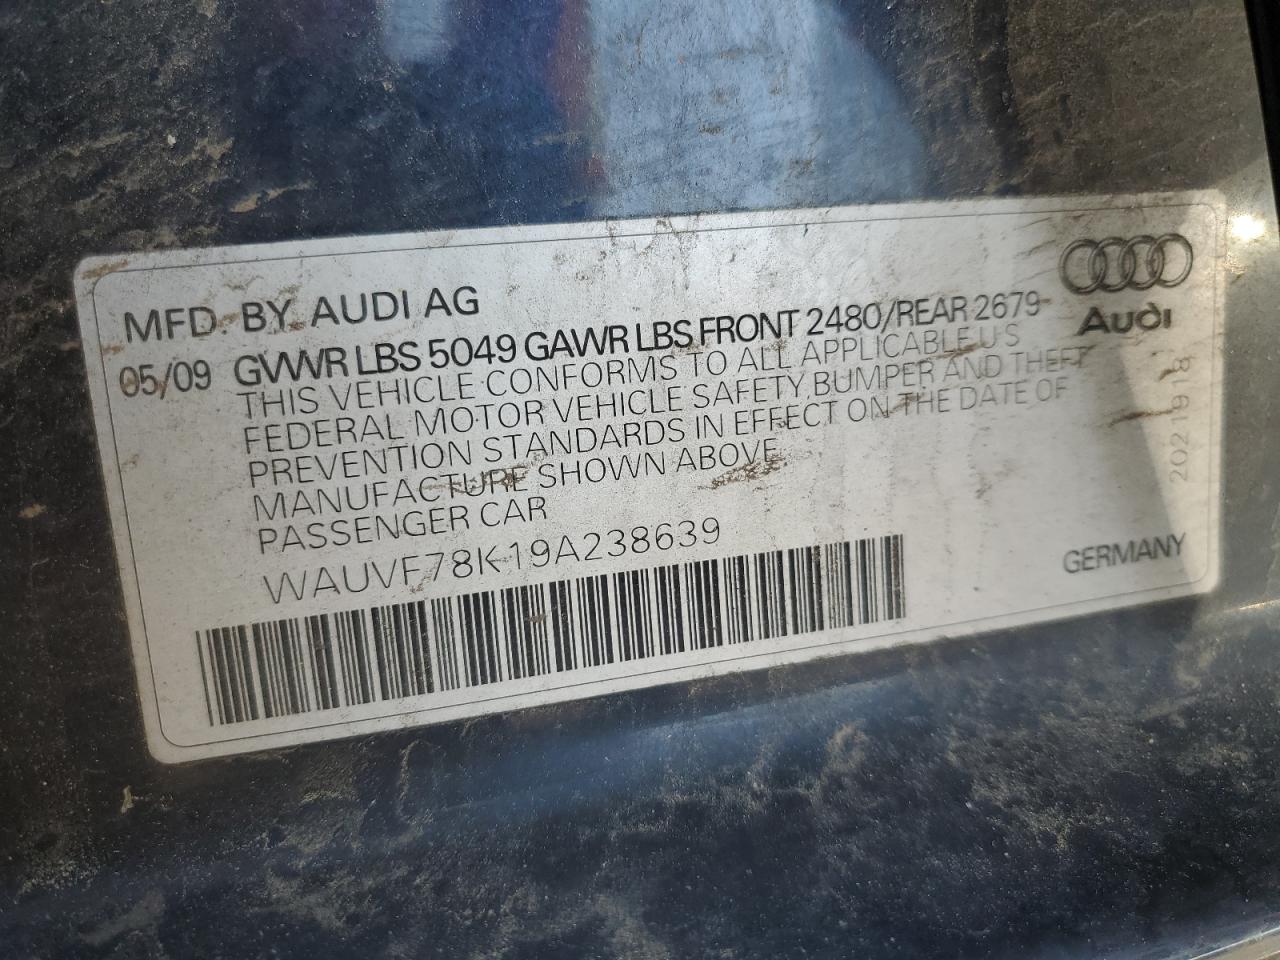 MFD. BY AUDI AG
05/09 GVWR LBS 5049 GAWR LBS FRONT 2480/REAR 2679
THIS VEHICLE CONFORMS TO ALL APPLICABLE US
FEDERAL MOTOR VEHICLE SAFETY, BUMPER AND THEFT
PREVENTION STANDARDS IN EFFECT ON THE DATE OF
MANUFACTURE SHOWN ABOVE
PASSENGER CAR
WAUVF78K19A238639
Audi
2021918
GERMANY